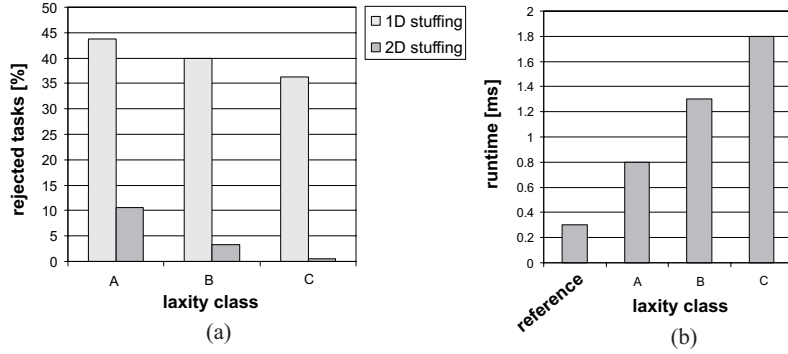 50
45
40
35
30
25
20
15
10
5
0
rejected tasks [%]
A B C
laxity class
(a)
1D stuffing
2D stuffing
2
1.8
1.6
1.4
1.2
1
0.8
0.6
0.4
0.2
0
runtime [ms]
reference A B C
laxity class
(b)